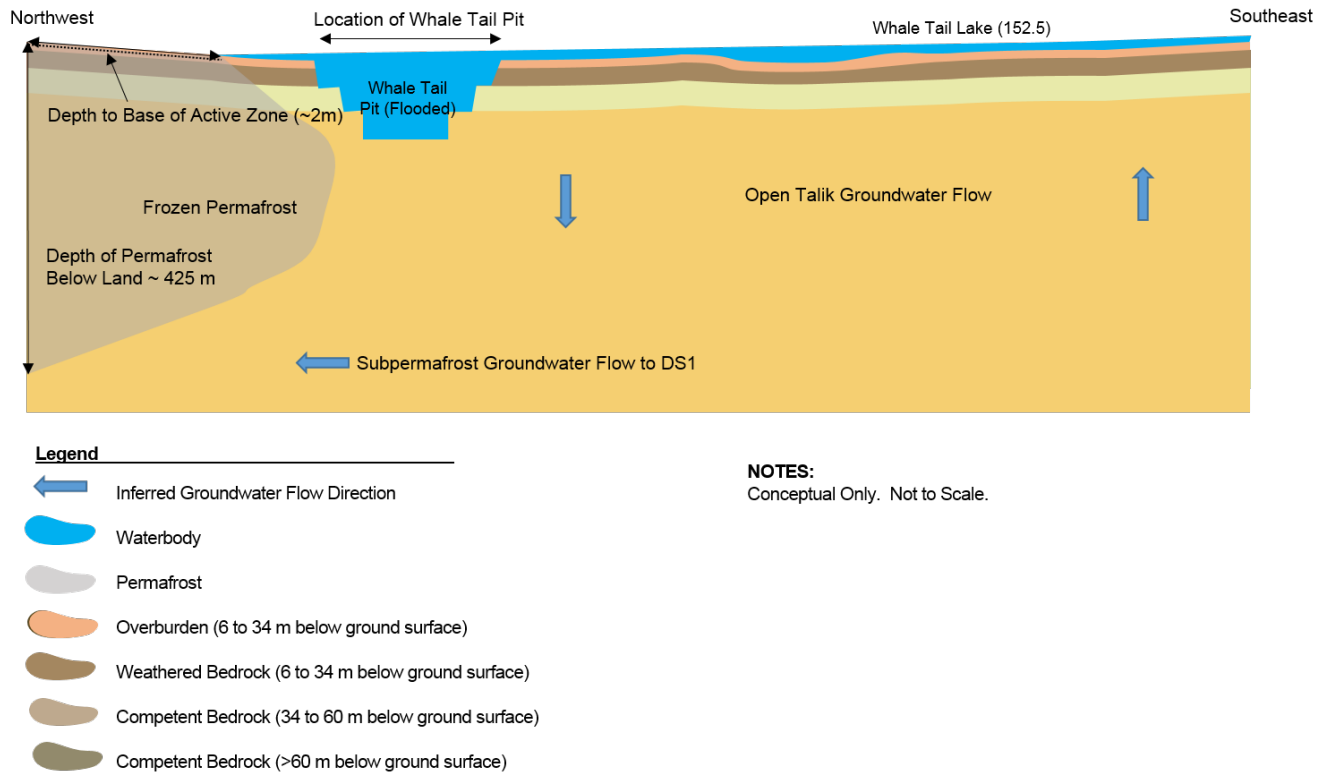 Northwest
Location of Whale Tail Pit
Whale Tail Lake (152.5)
Southeast
Whale Tail
Pit (Flooded)
Depth to Base of Active Zone (~2m)
Frozen Permafrost
Open Talik Groundwater Flow
Depth of Permafrost
Below Land ~ 425 m
Subpermafrost Groundwater Flow to DS1
Legend
Inferred Groundwater Flow Direction
Waterbody
Permafrost
Overburden (6 to 34 m below ground surface)
Weathered Bedrock (6 to 34 m below ground surface)
Competent Bedrock (34 to 60 m below ground surface)
Competent Bedrock (>60 m below ground surface)
NOTES:
Conceptual Only.  Not to Scale.